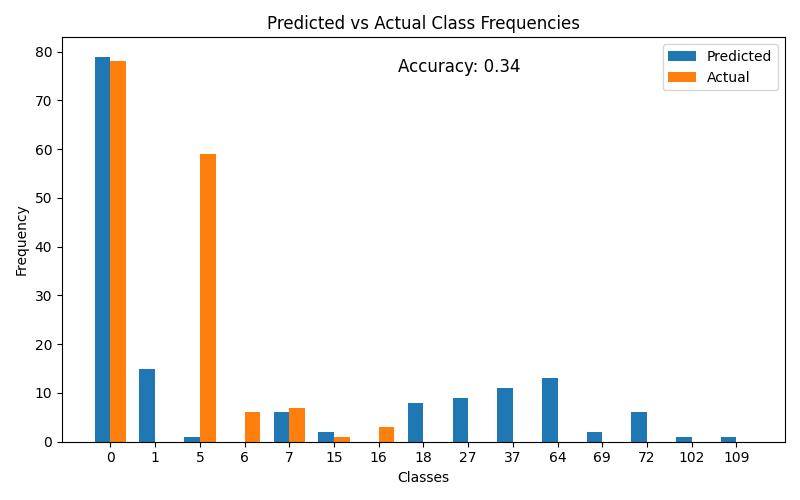 Predicted vs Actual Class Frequencies
Accuracy: 0.34
Predicted
Actual
Frequency
80
70
60
50
40
30
20
10
0
0 1 5 6 7 15 16 18 27 37 64 69 72 102 109
Classes